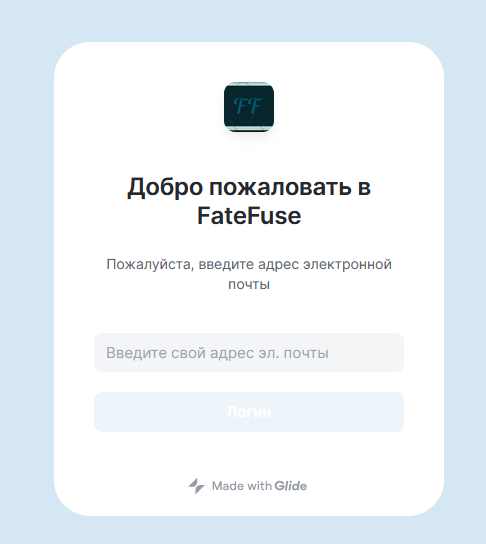 FF
Добро пожаловать в
FateFuse
Пожалуйста, введите адрес электронной
почты
Введите свой адрес эл. почты
Логин
Made with Glide